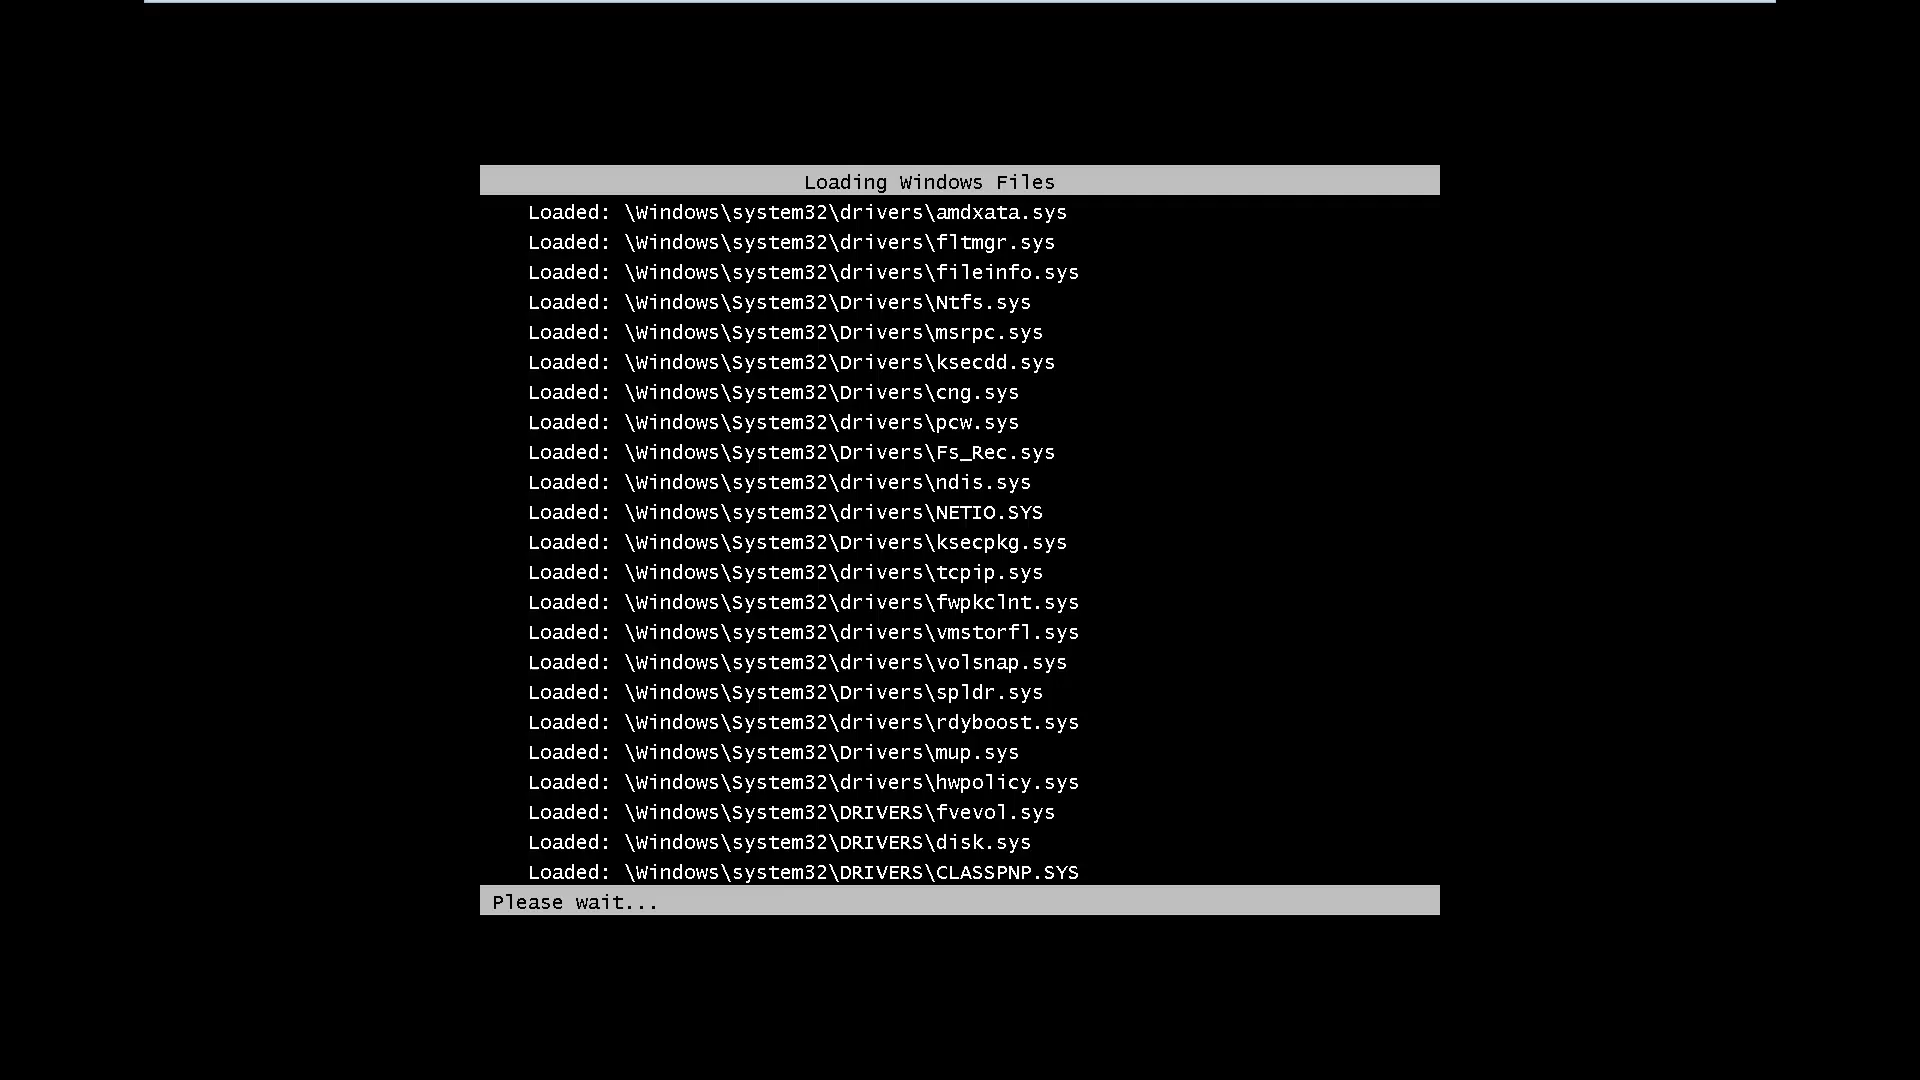 Loading Windows Files
Loaded: \Windows\system32\drivers\amdxata.sys
Loaded: \Windows\system32\drivers\fltmgr.sys
Loaded: \Windows\system32\drivers\fileinfo.sys
Loaded: \Windows\System32\Drivers\Ntfs.sys
Loaded: \Windows\System32\Drivers\msrpc.sys
Loaded: \Windows\System32\Drivers\ksecdd.sys
Loaded: \Windows\System32\Drivers\cng.sys
Loaded: \Windows\System32\drivers\pcw.sys
Loaded: \Windows\System32\Drivers\Fs_Rec.sys
Loaded: \Windows\system32\drivers\ndis.sys
Loaded: \Windows\system32\drivers\NETIO.SYS
Loaded: \Windows\System32\Drivers\ksecpkg.sys
Loaded: \Windows\System32\drivers\tcpip.sys
Loaded: \Windows\System32\drivers\fwpkclnt.sys
Loaded: \Windows\system32\drivers\vmstorfl.sys
Loaded: \Windows\system32\drivers\volsnap.sys
Loaded: \Windows\System32\Drivers\spldr.sys
Loaded: \Windows\System32\drivers\rdyboost.sys
Loaded: \Windows\System32\Drivers\mup.sys
Loaded: \Windows\System32\drivers\hwpolicy.sys
Loaded: \Windows\System32\DRIVERS\fvevol.sys
Loaded: \Windows\system32\DRIVERS\disk.sys
Loaded: \Windows\system32\DRIVERS\CLASSPNP.SYS
Please wait...